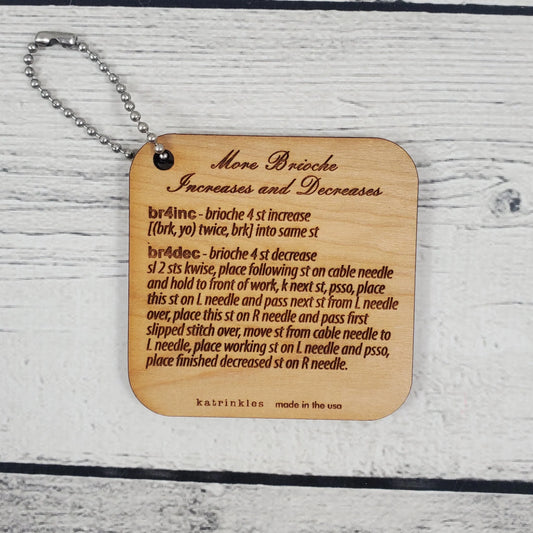 More Brioche
Increases and Decreases
br4inc - brioche 4 st increase
[(brk, yo) twice, brk] into same st
br4dec - brioche 4 st decrease
sl 2 sts kwise, place following st on cable needle
and hold to front of work, k next st, psso, place
this st on L needle and pass next st from L needle
over, place this st on R needle and pass first
slipped stitch over, move st from cable needle to
L needle, place working st on L needle and psso,
place finished decreased st on R needle.
katrinkles made in the usa